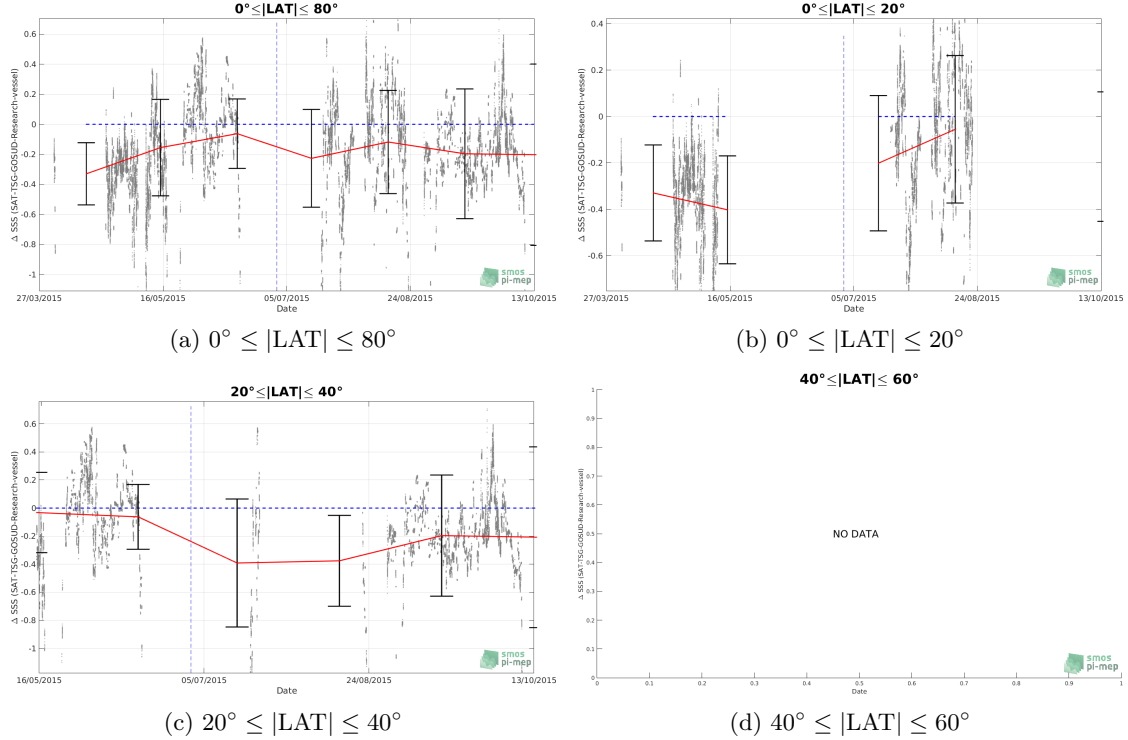 0°≤|LAT|≤ 80°
Δ SSS (SAT-TSG-GOSUD-Research-vessel)
0.6
0.4
0.2
0
-0.2
-0.4
-0.6
-0.8
-1
27/03/2015 16/05/2015 05/07/2015 24/08/2015 13/10/2015
Date
smos
pi-mep
(a) 0° ≤ |LAT| ≤ 80°
0°≤|LAT|≤ 20°
Δ SSS (SAT-TSG-GOSUD-Research-vessel)
0.4
0.2
0
-0.2
-0.4
-0.6
27/03/2015 16/05/2015 05/07/2015 24/08/2015 13/10/2015
Date
smos
pi-mep
(b) 0° ≤ |LAT| ≤ 20°
20°≤|LAT|≤ 40°
Δ SSS (SAT-TSG-GOSUD-Research-vessel)
0.6
0.4
0.2
0
-0.2
-0.4
-0.6
-0.8
-1
16/05/2015 05/07/2015 24/08/2015 13/10/2015
Date
smos
pi-mep
(c) 20° ≤ |LAT| ≤ 40°
40°≤|LAT|≤ 60°
Δ SSS (SAT-TSG-GOSUD-Research-vessel)
1
0.9
0.8
0.7
0.6
0.5
0.4
0.3
0.2
0.1
0
NO DATA
0 0.1 0.2 0.3 0.4 0.5 0.6 0.7 0.8 0.9 1
Date
smos
pi-mep
(d) 40° ≤ |LAT| ≤ 60°